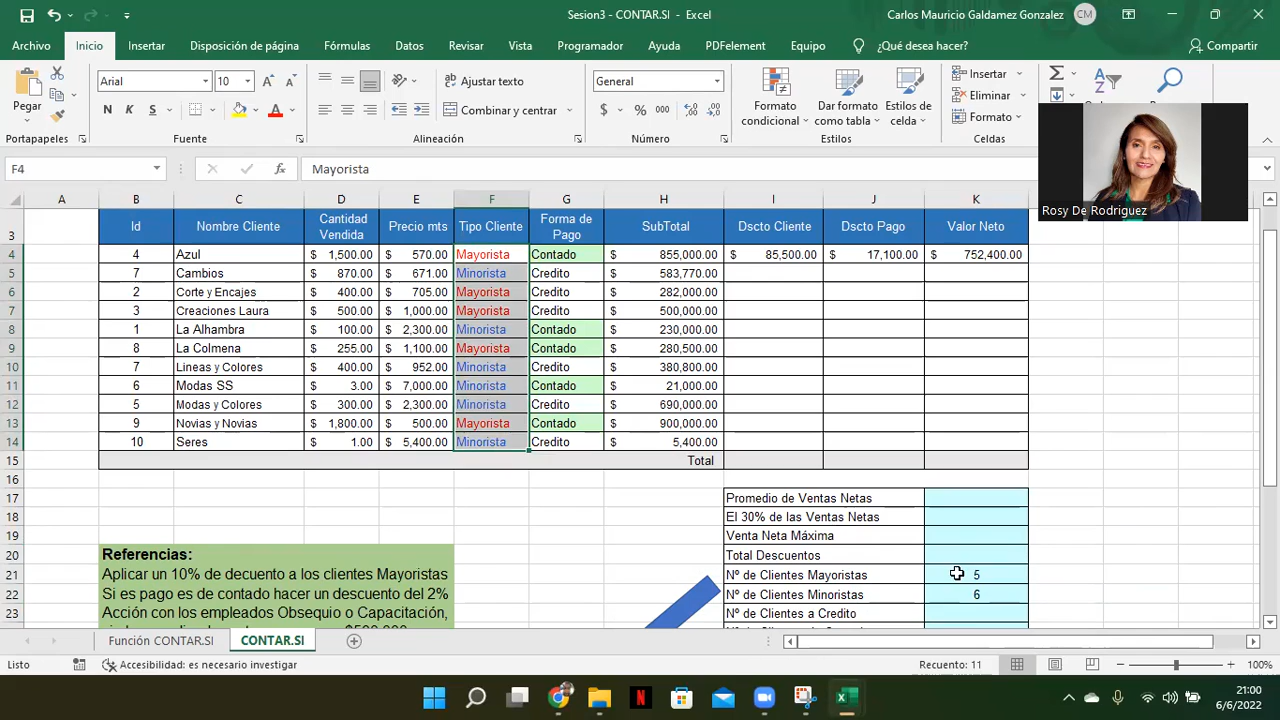 Sesion3 - CONTAR.SI - Excel
Carlos Mauricio Galdamez Gonzalez CM
Archivo Inicio Insertar Disposición de página Fórmulas Datos Revisar Vista Programador Ayuda PDFelement Equipo ¿Qué desea hacer? Compartir
Pegar
Arial 10
N K S
Ajustar texto
Combinar y centrar
General
$ % 000
Formato condicional
Dar formato como tabla
Estilos de celda
Insertar
Eliminar
Formato
Portapapeles Fuente Alineación Número Estilos Celdas
Rosy De Rodriguez
F4 fx Mayorista
A B C D E F G H I J K
3 Id Nombre Cliente Cantidad Vendida Precio mts Tipo Cliente Forma de Pago SubTotal Dscto Cliente Dscto Pago Valor Neto
4 4 Azul $ 1,500.00 $ 570.00 Mayorista Contado $ 855,000.00 $ 85,500.00 $ 17,100.00 $ 752,400.00
5 7 Cambios $ 870.00 $ 671.00 Minorista Credito $ 583,770.00
6 2 Corte y Encajes $ 400.00 $ 705.00 Mayorista Credito $ 282,000.00
7 3 Creaciones Laura $ 500.00 $ 1,000.00 Mayorista Credito $ 500,000.00
8 1 La Alhambra $ 100.00 $ 2,300.00 Minorista Contado $ 230,000.00
9 8 La Colmena $ 255.00 $ 1,100.00 Mayorista Contado $ 280,500.00
10 7 Lineas y Colores $ 400.00 $ 952.00 Minorista Credito $ 380,800.00
11 6 Modas SS $ 3.00 $ 7,000.00 Minorista Contado $ 21,000.00
12 5 Modas y Colores $ 300.00 $ 2,300.00 Minorista Credito $ 690,000.00
13 9 Novias y Novias $ 1,800.00 $ 500.00 Mayorista Contado $ 900,000.00
14 10 Seres $ 1.00 $ 5,400.00 Minorista Credito $ 5,400.00
15 Total
16
17 Promedio de Ventas Netas
18 El 30% de las Ventas Netas
19 Venta Neta Máxima
20 Referencias: Total Descuentos
21 Aplicar un 10% de decuento a los clientes Mayoristas Nº de Clientes Mayoristas 5
22 Si es pago es de contado hacer un descuento del 2% Nº de Clientes Minoristas 6
23 Acción con los empleados Obsequio o Capacitación, Nº de Clientes a Credito
Función CONTAR.SI CONTAR.SI
Listo Accesibilidad: es necesario investigar Recuento: 11 100%
21:00
6/6/2022